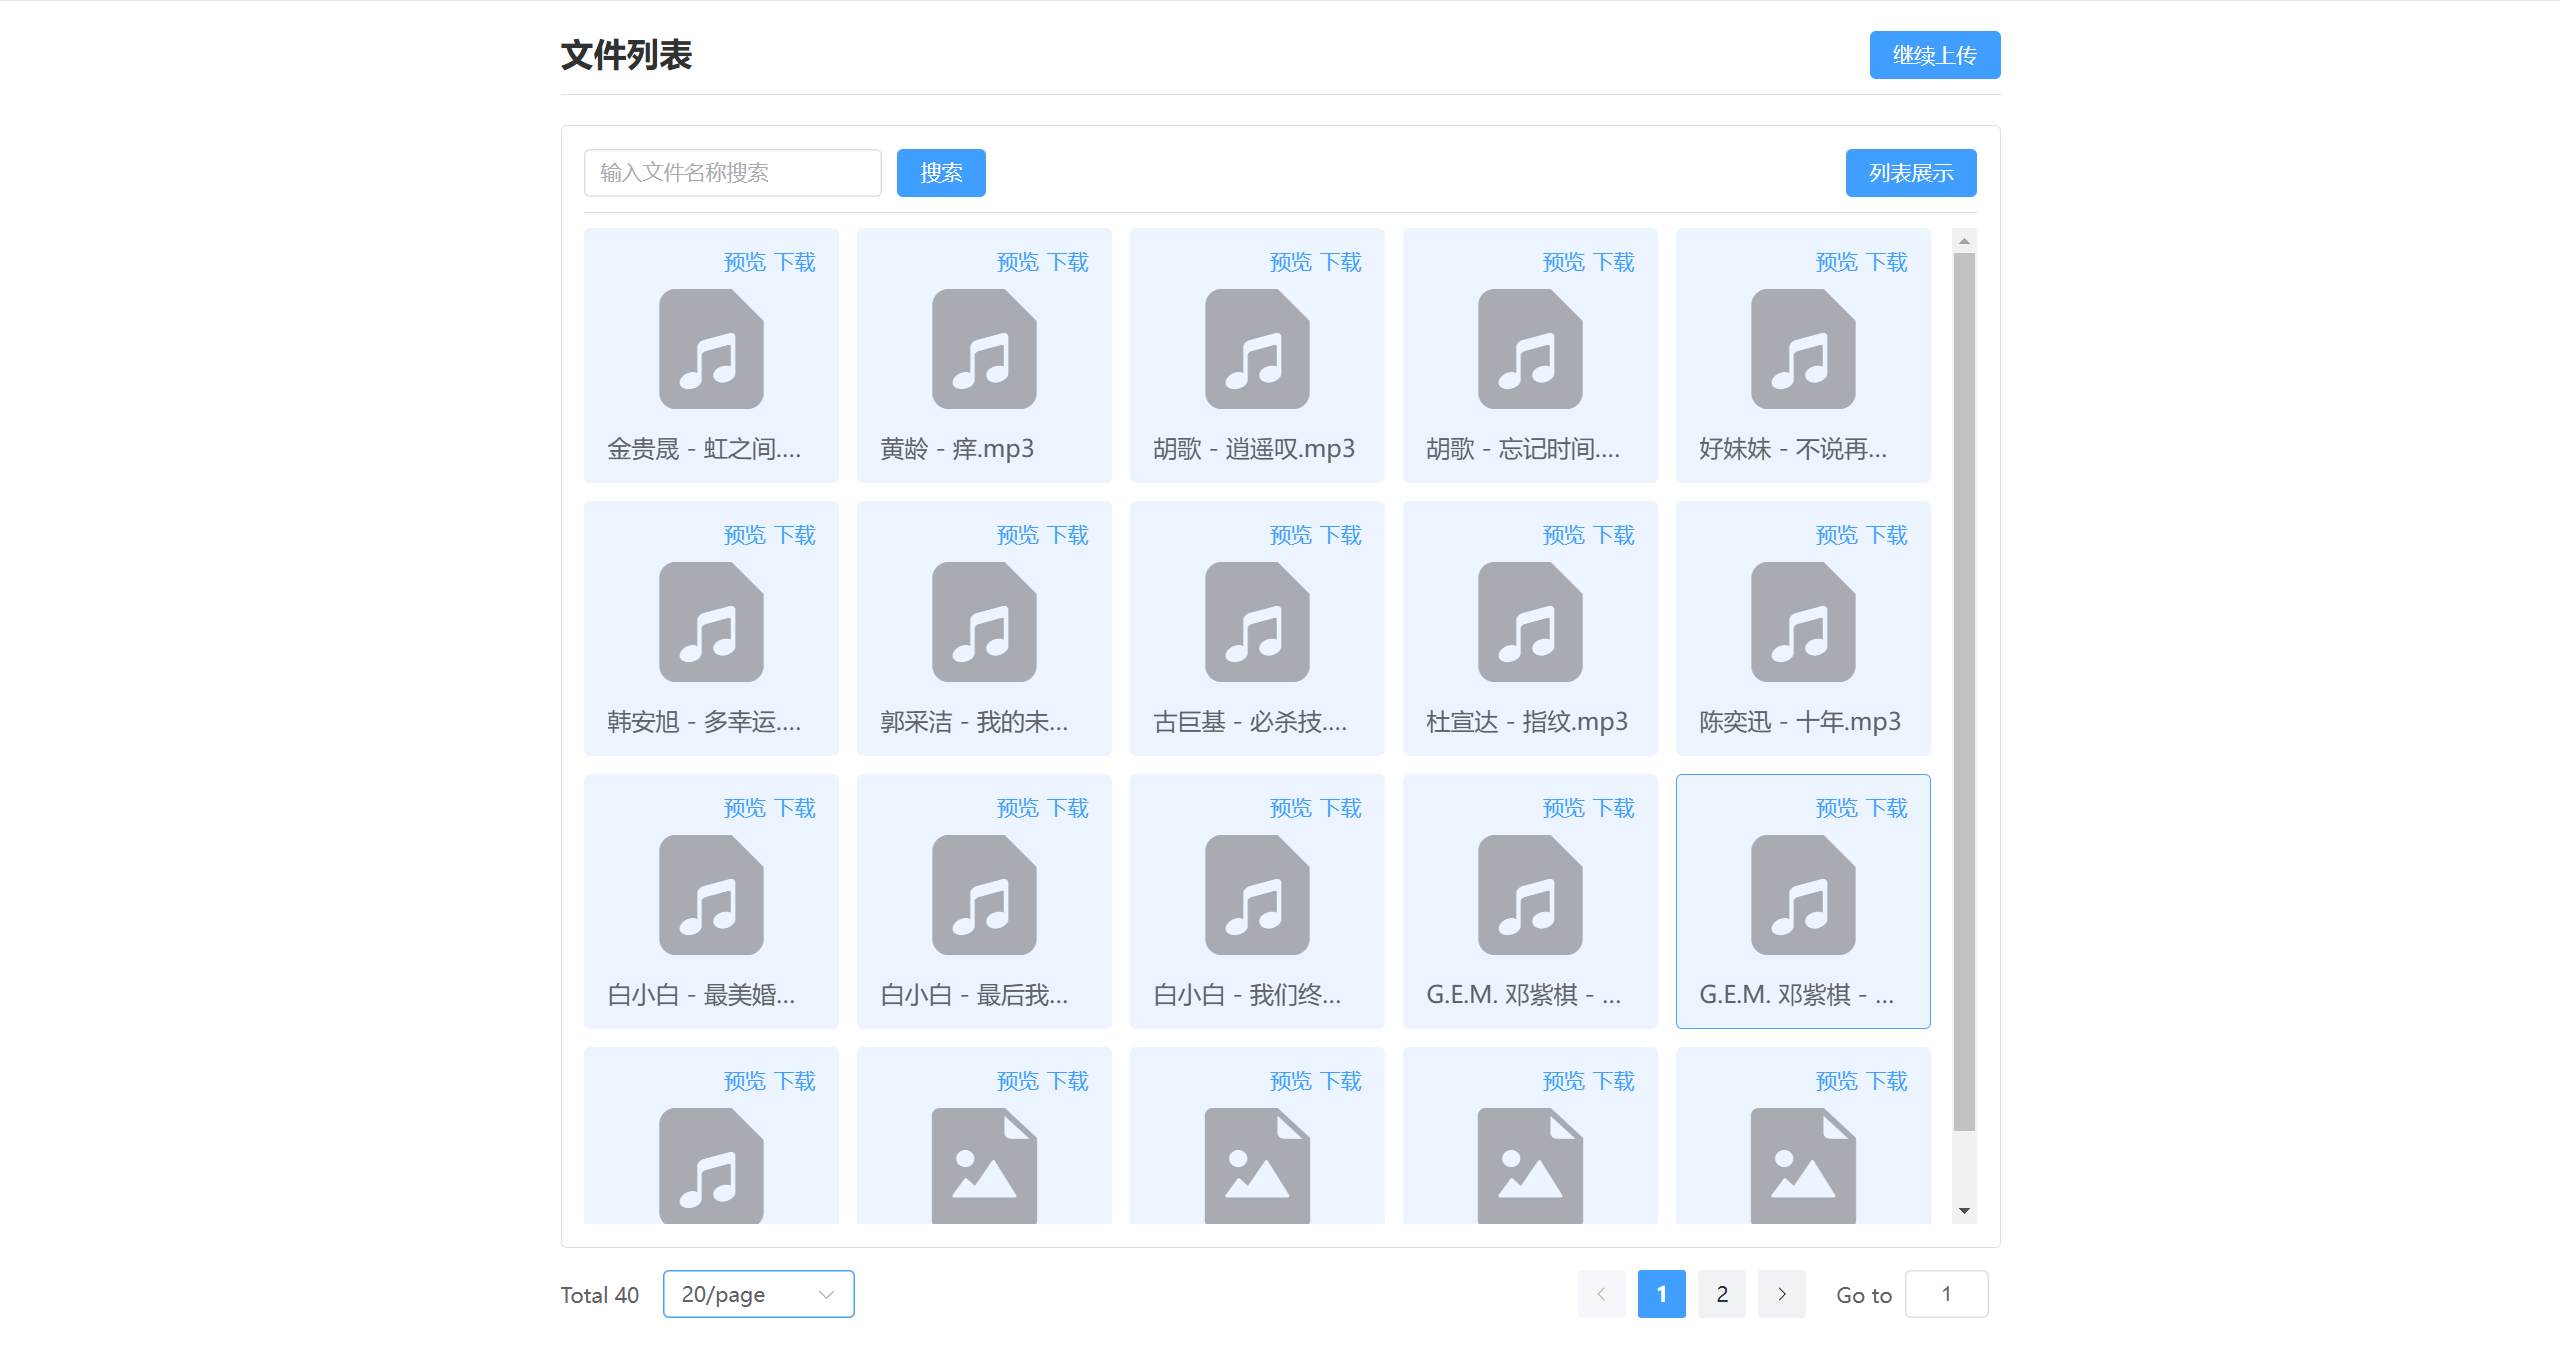 文件列表
继续上传
输入文件名称搜索
搜索
列表展示
预览 下载
预览 下载
预览 下载
预览 下载
预览 下载
金贵晟 - 虹之间....
黄龄 - 痒.mp3
胡歌 - 逍遥叹.mp3
胡歌 - 忘记时间....
好妹妹 - 不说再...
预览 下载
预览 下载
预览 下载
预览 下载
预览 下载
韩安旭 - 多幸运....
郭采洁 - 我的未...
古巨基 - 必杀技....
杜宣达 - 指纹.mp3
陈奕迅 - 十年.mp3
预览 下载
预览 下载
预览 下载
预览 下载
预览 下载
白小白 - 最美婚...
白小白 - 最后我...
白小白 - 我们终...
G.E.M. 邓紫棋 - ...
G.E.M. 邓紫棋 - ...
预览 下载
预览 下载
预览 下载
预览 下载
预览 下载
Total 40
20/page
1
2
Go to
1